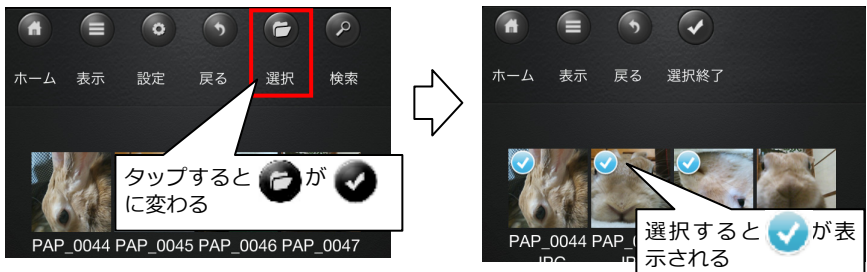 ホーム 表示 設定 戻る 選択 検索
タップすると が
に変わる
PAP_0044 PAP_0045 PAP_0046 PAP_0047
ホーム 表示 戻る 選択終了
PAP_0044
選択すると が表
示される